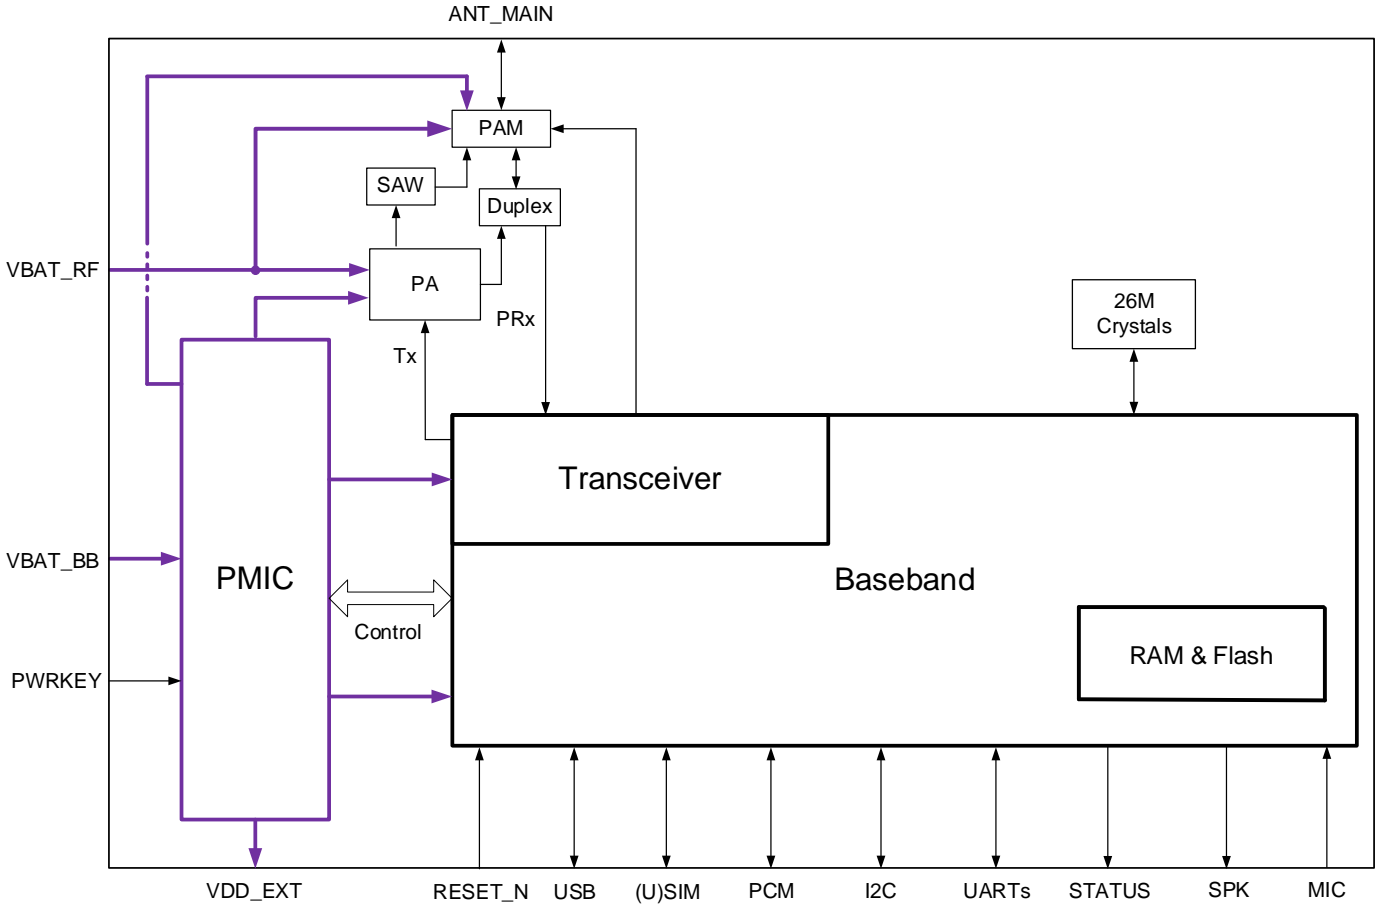 ANT_MAIN
PAM
SAW
Duplex
VBAT_RF
PA
26M
Crystals
PRx
Tx
Transceiver
VBAT_BB
PMIC
Baseband
Control
RAM & Flash
PWRKEY
VDD_EXT
RESET_N
USB
(U)SIM
PCM
I2C
UARTs
STATUS
SPK
MIC